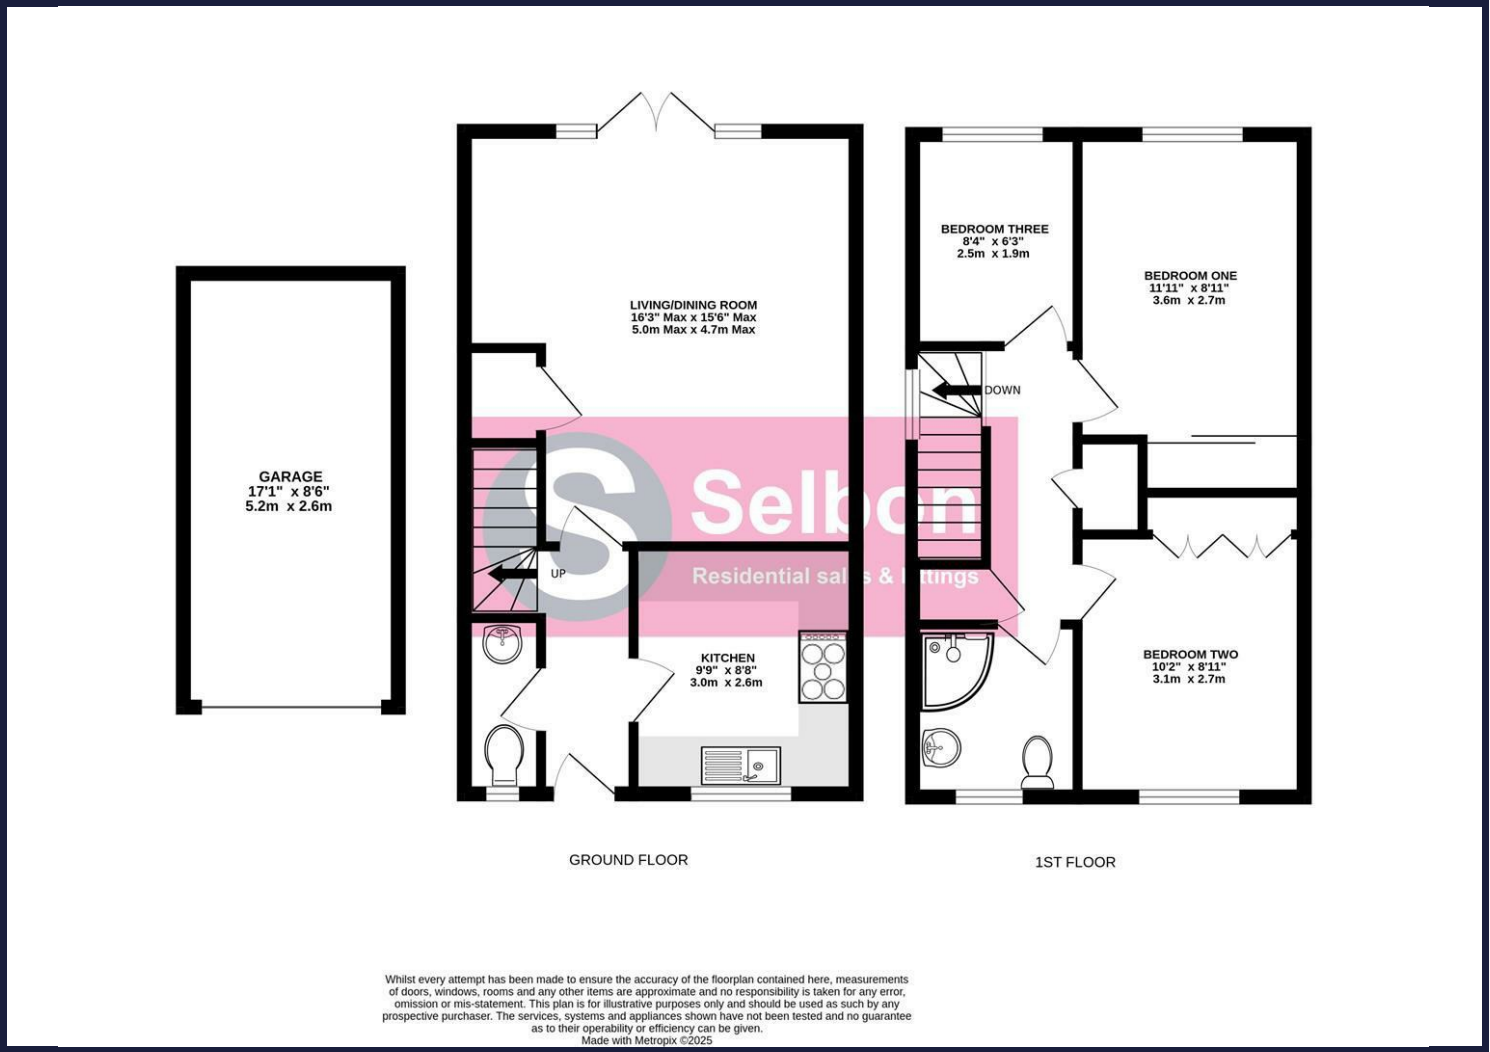 BEDROOM THREE
8'4" x 6'3"
2.5m x 1.9m
BEDROOM ONE
11'11" x 8'11"
3.6m x 2.7m
LIVING/DINING ROOM
16'3" Max x 15'6" Max
5.0m Max x 4.7m Max
DOWN
GARAGE
17'1" x 8'6"
5.2m x 2.6m
S
Selbon
Residential sales & lettings
UP
KITCHEN
9'9" x 8'8"
3.0m x 2.6m
BEDROOM TWO
10'2" x 8'11"
3.1m x 2.7m
GROUND FLOOR
1ST FLOOR
Whilst every attempt has been made to ensure the accuracy of the floorplan contained here, measurements
of doors, windows, rooms and any other items are approximate and no responsibility is taken for any error,
omission or mis-statement. This plan is for illustrative purposes only and should be used as such by any
prospective purchaser. The services, systems and appliances shown have not been tested and no guarantee
as to their operability or efficiency can be given.
Made with Metropix ©2025